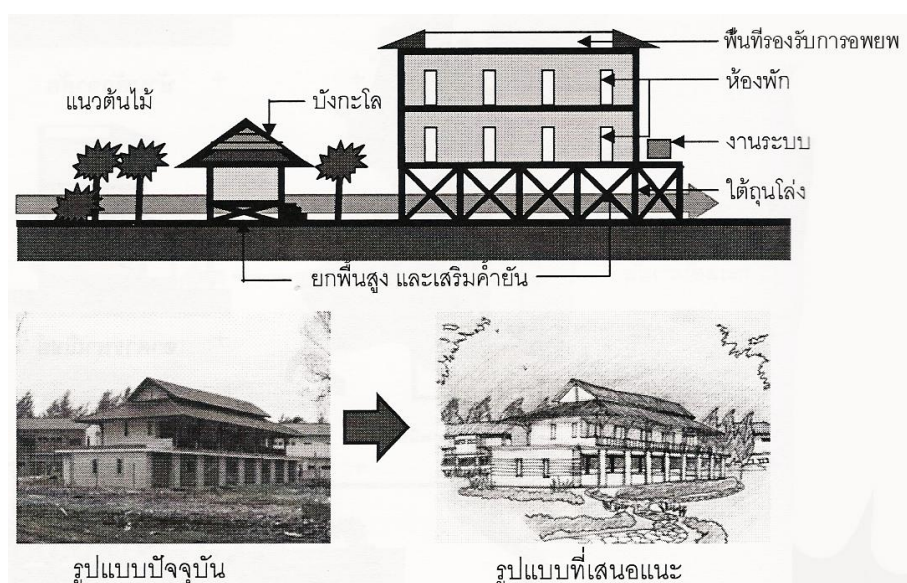 พื้นที่รองรับการอพยพ
ห้องพัก
แนวต้นไม้
บังกะโล
งานระบบ
ใต้ถุนโล่ง
ยกพื้นสูง และเสริมค้ำยัน
รูปแบบปัจจุบัน
รูปแบบที่เสนอแนะ